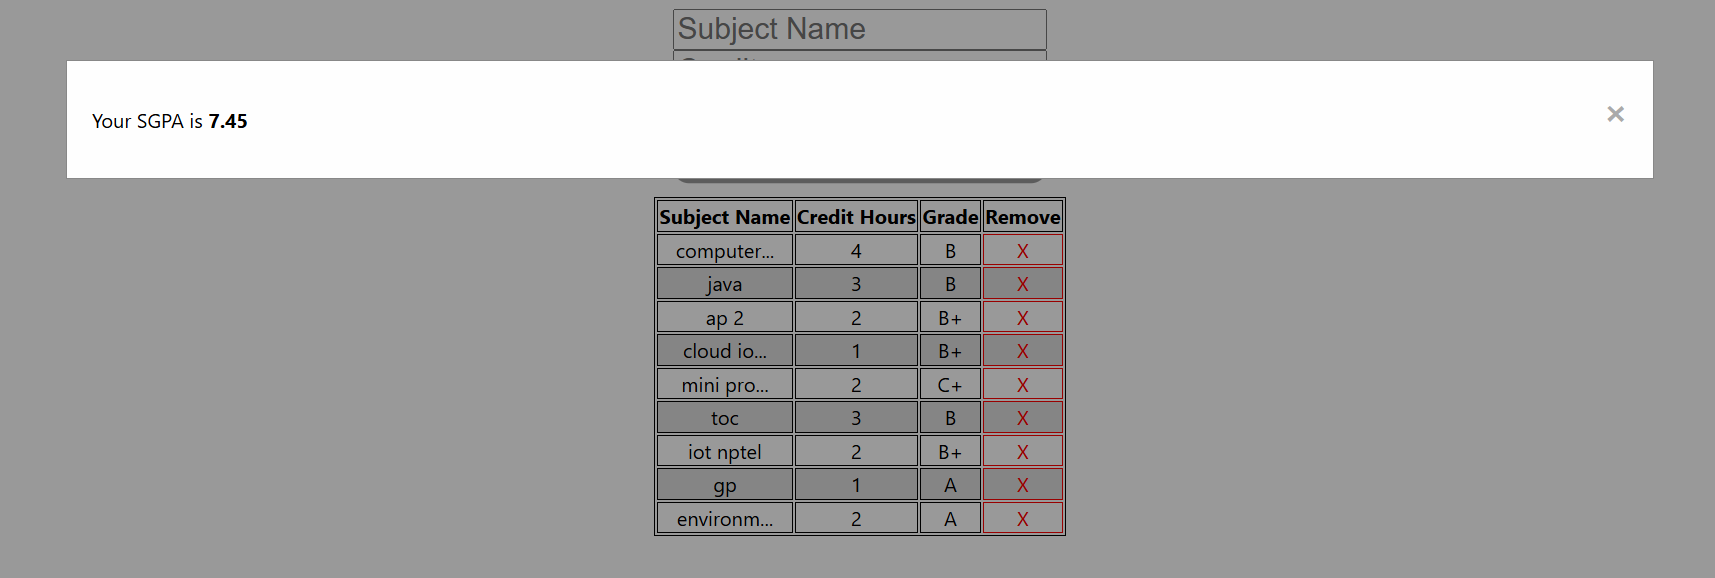 Subject Name
Your SGPA is 7.45
×
Subject Name Credit Hours Grade Remove
computer... 4 B X
java 3 B X
ap 2 2 B+ X
cloud io... 1 B+ X
mini pro... 2 C+ X
toc 3 B X
iot nptel 2 B+ X
gp 1 A X
environm... 2 A X